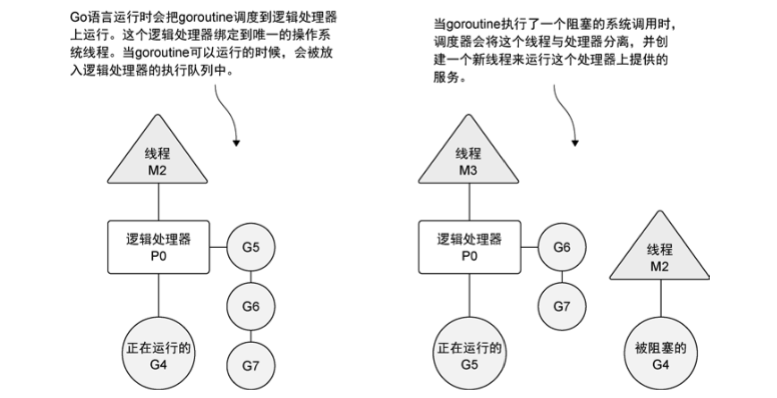 Go语言运行时会把goroutine调度到逻辑处理器
上运行。这个逻辑处理器绑定到唯一的操作系
统线程。当goroutine可以运行的时候，会被放
入逻辑处理器的执行队列中。
线程
M2
逻辑处理器
P0
G5
G6
G7
正在运行的
G4
当goroutine执行了一个阻塞的系统调用时，
调度器会将这个线程与处理器分离，并创
建一个新线程来运行这个处理器上提供的
服务。
线程
M3
逻辑处理器
P0
G6
G7
正在运行的
G5
线程
M2
被阻塞的
G4